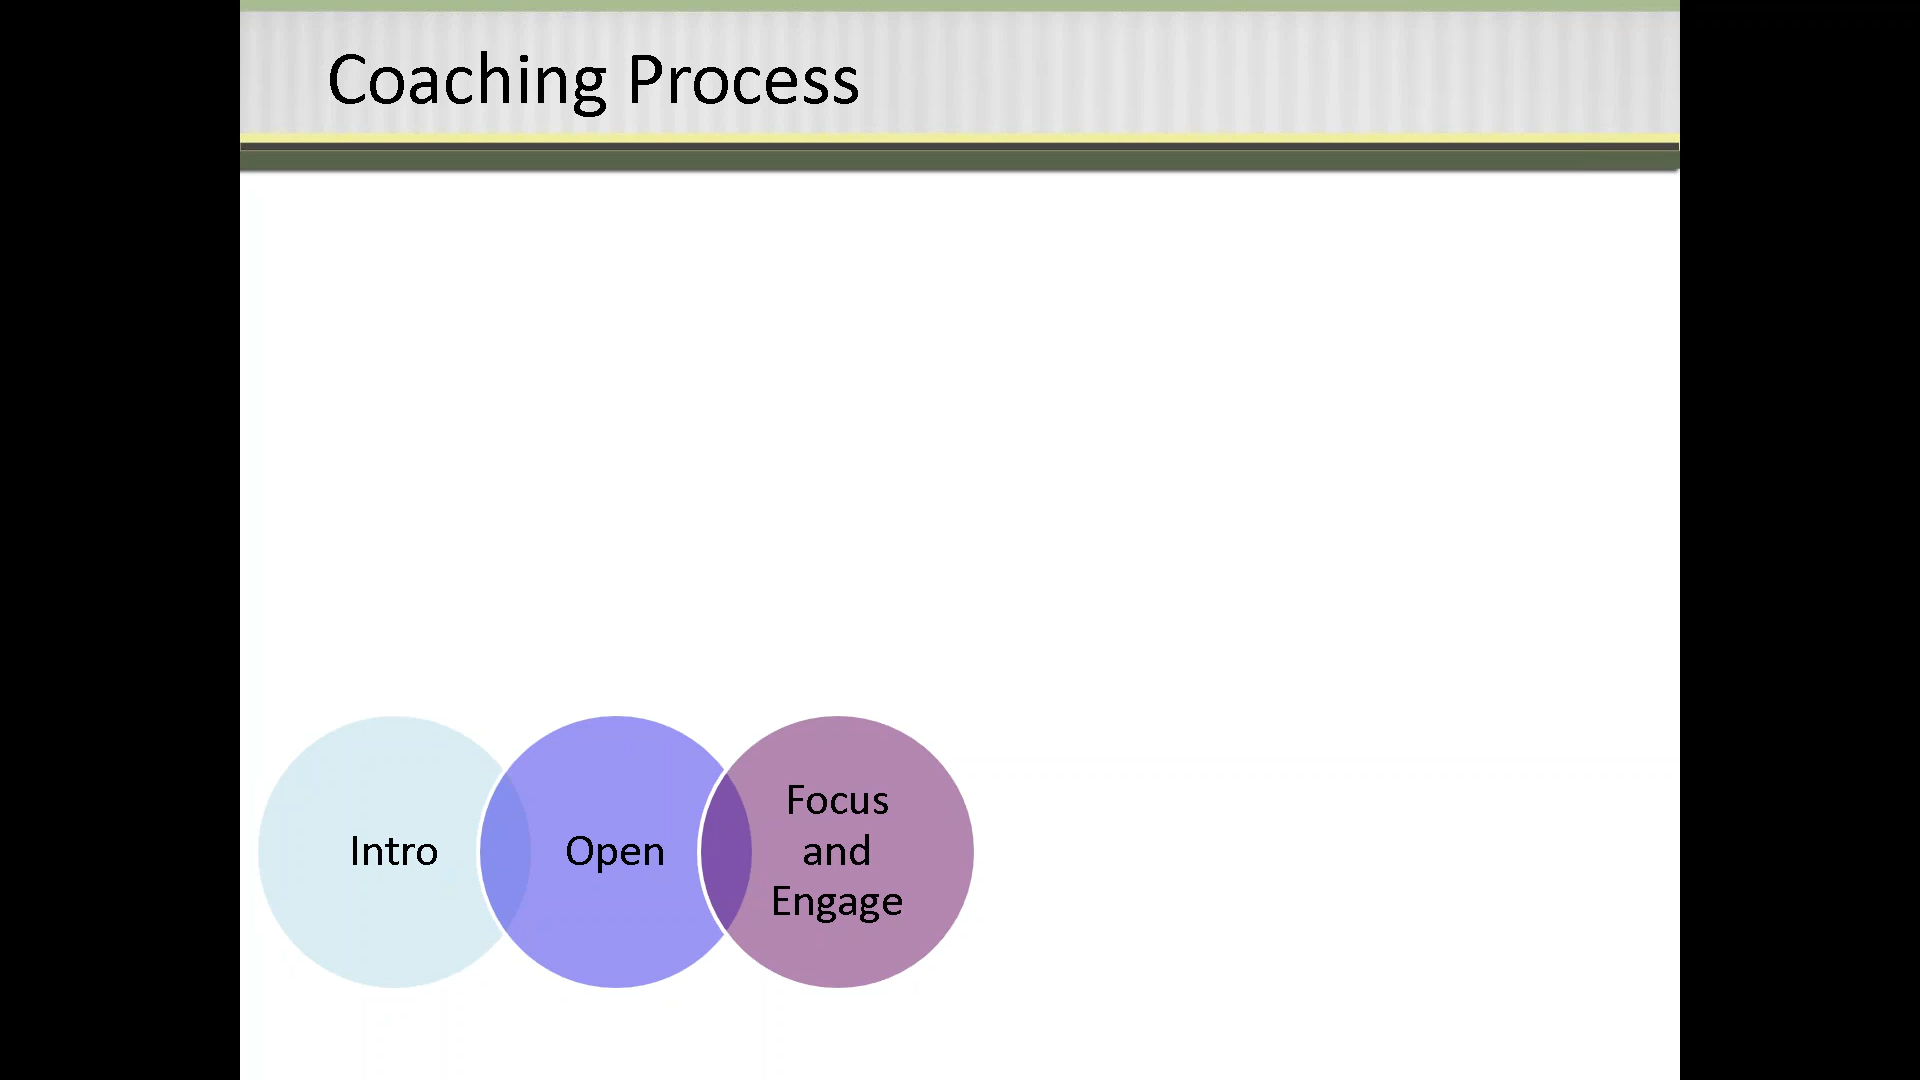 Coaching Process
Intro
Open
Focus
and
Engage